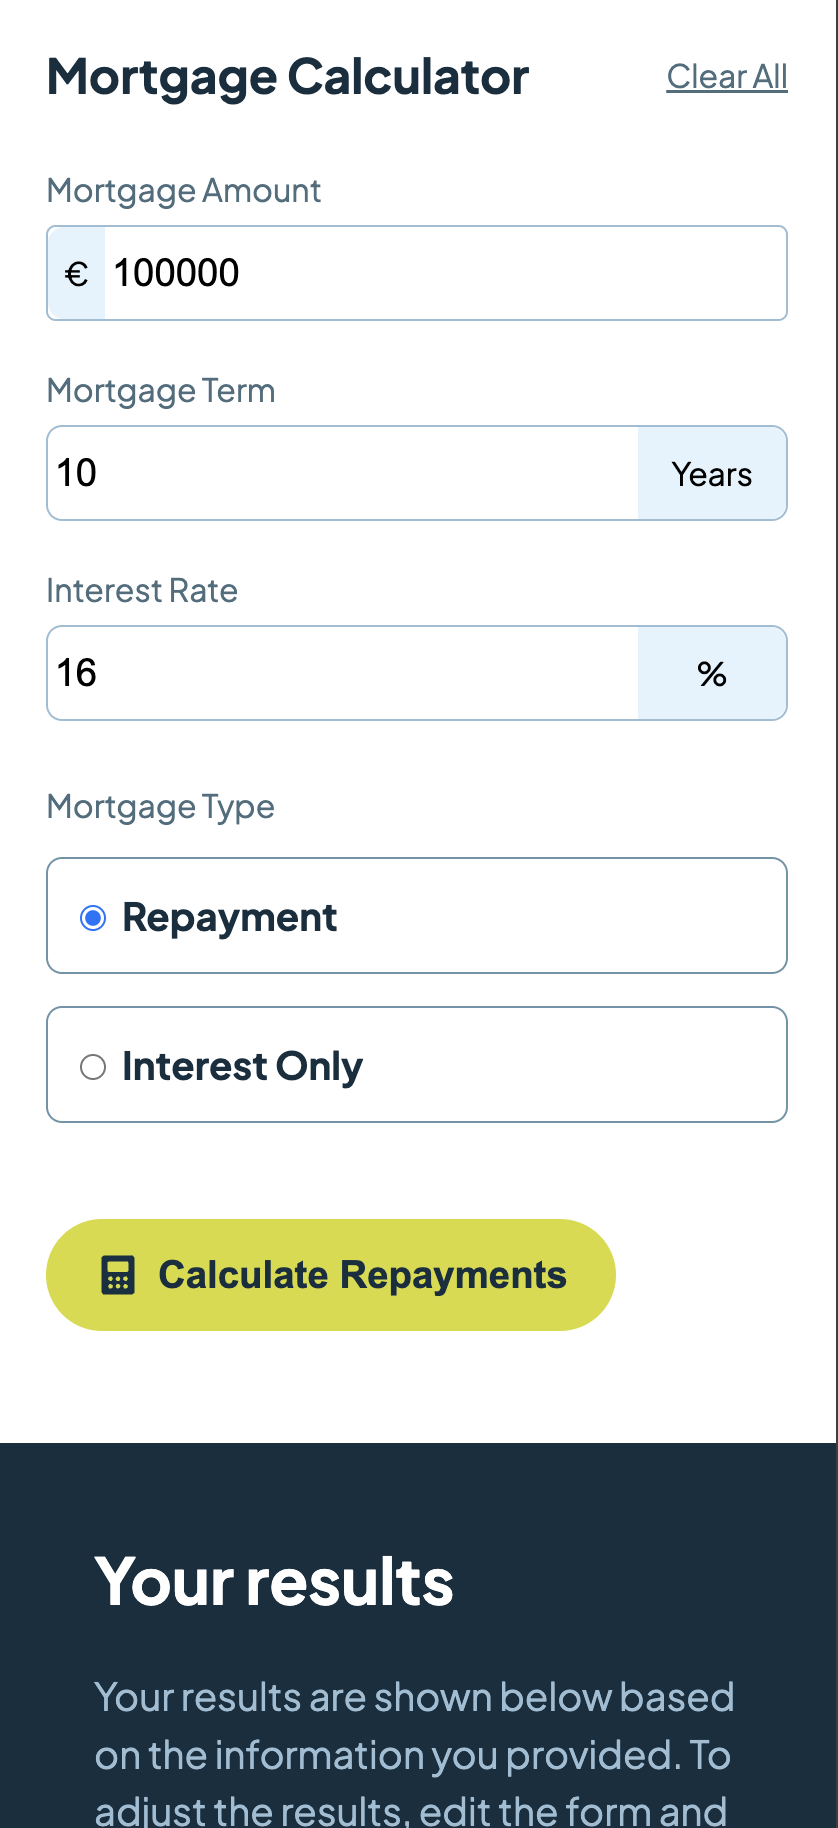 Mortgage Calculator
Clear All
Mortgage Amount
€ 100000
Mortgage Term
10 Years
Interest Rate
16 %
Mortgage Type
Repayment
Interest Only
Calculate Repayments
Your results
Your results are shown below based
on the information you provided. To
adjust the results, edit the form and